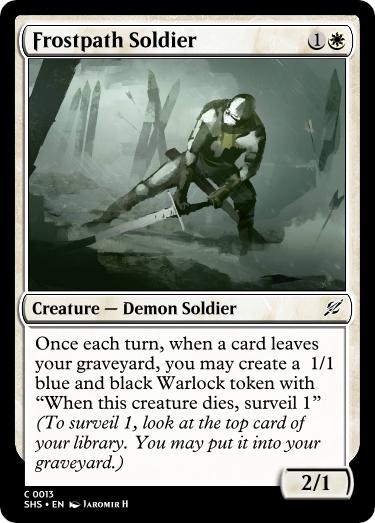 Frostpath Soldier 1
Creature — Demon Soldier
Once each turn, when a card leaves
your graveyard, you may create a 1/1
blue and black Warlock token with
“When this creature dies, surveil 1”
(To surveil 1, look at the top card of
your library. You may put it into your
graveyard.)
2/1
C 0013
SHS • EN Jaromir H